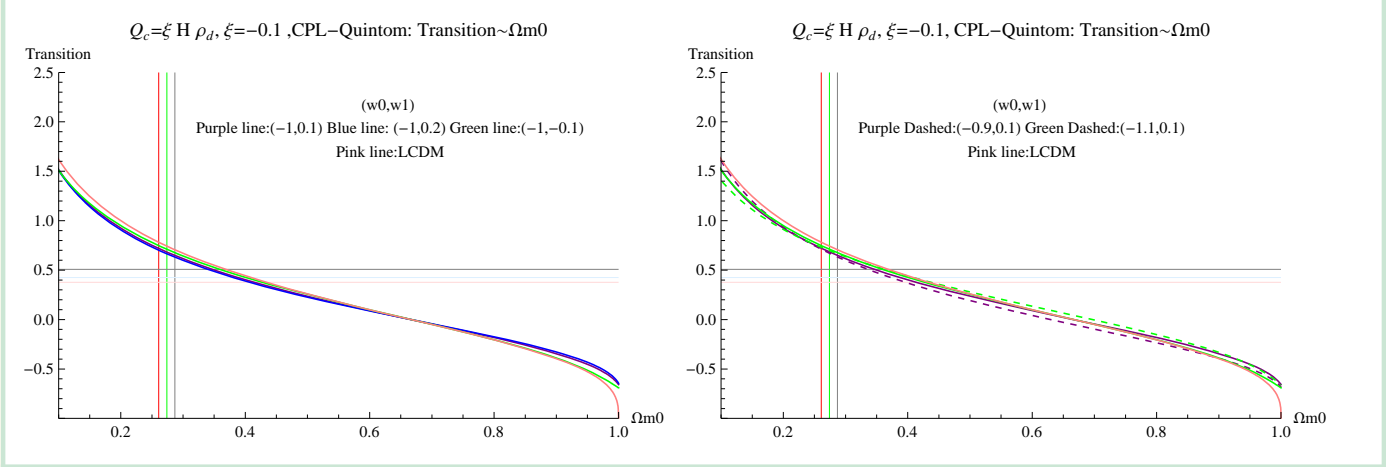 Q_c=ξ H ρ_d, ξ=−0.1 ,CPL−Quintom: Transition~Ωm0
Transition
2.5
(w0,w1)
2.0
Purple line:(−1,0.1) Blue line: (−1,0.2) Green line:(−1,−0.1)
Pink line:LCDM
1.5
1.0
0.5
0.0
−0.5
Ωm0
0.2 0.4 0.6 0.8 1.0
Q_c=ξ H ρ_d, ξ=−0.1, CPL−Quintom: Transition~Ωm0
Transition
2.5
(w0,w1)
2.0
Purple Dashed:(−0.9,0.1) Green Dashed:(−1.1,0.1)
Pink line:LCDM
1.5
1.0
0.5
0.0
−0.5
Ωm0
0.2 0.4 0.6 0.8 1.0